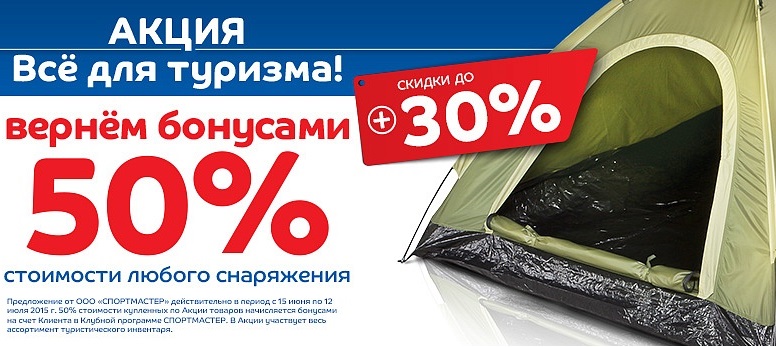 АКЦИЯ
Всё для туризма!
скидки до
+30%
вернём бонусами
50%
стоимости любого снаряжения
Предложение от ООО «СПОРТМАСТЕР» действительно в период с 15 июня по 12
июля 2015 г. 50% стоимости купленных по Акции товаров начисляется бонусами
на счет Клиента в Клубной программе СПОРТМАСТЕР. В Акции участвует весь
ассортимент туристического инвентаря.